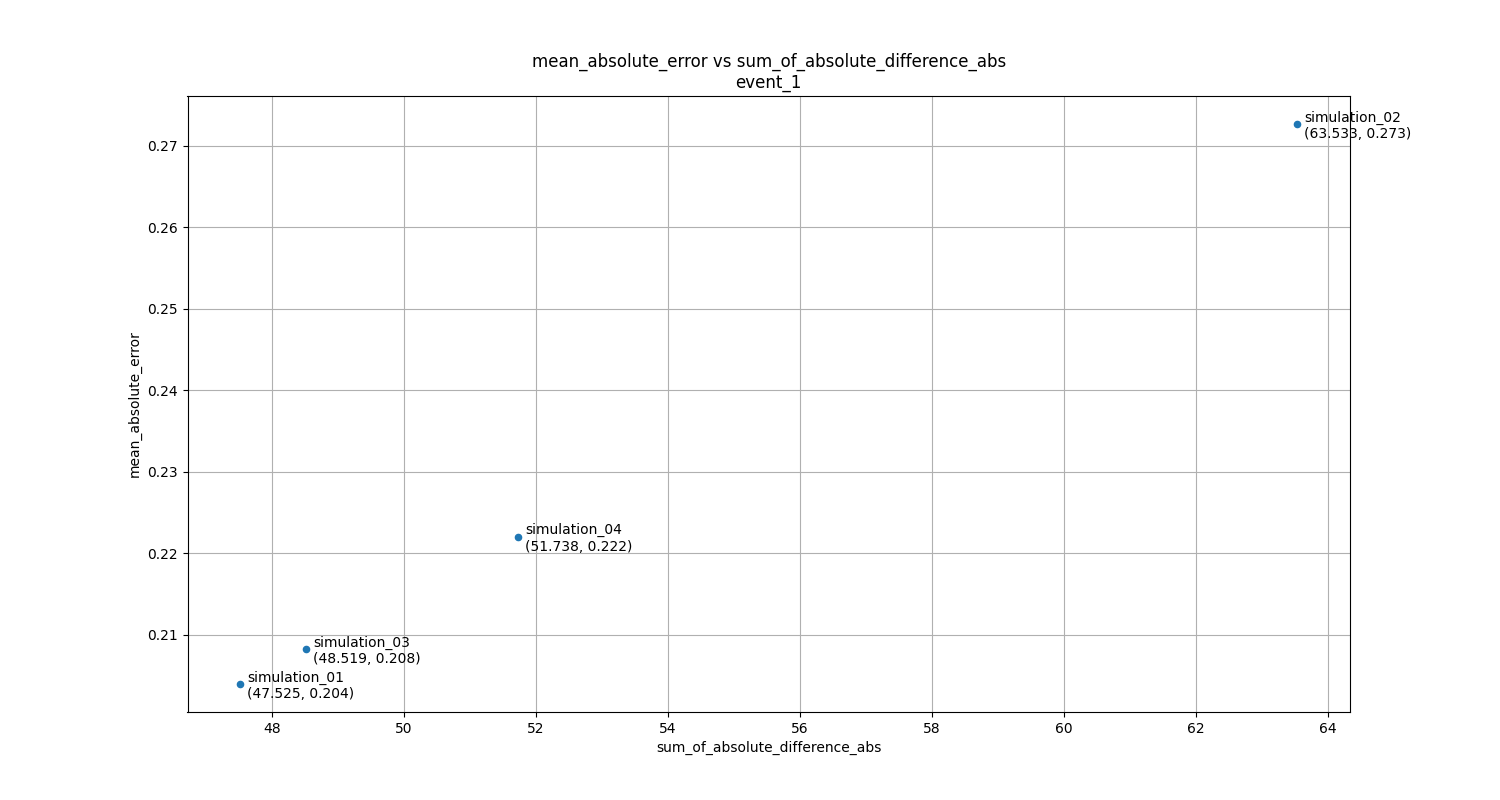 mean_absolute_error vs sum_of_absolute_difference_abs
event_1
simulation_02
(63.533, 0.273)
0.27
0.26
0.25
0.24
0.23
0.22
0.21
mean_absolute_error
simulation_04
(51.738, 0.222)
simulation_03
(48.519, 0.208)
simulation_01
(47.525, 0.204)
48 50 52 54 56 58 60 62 64
sum_of_absolute_difference_abs